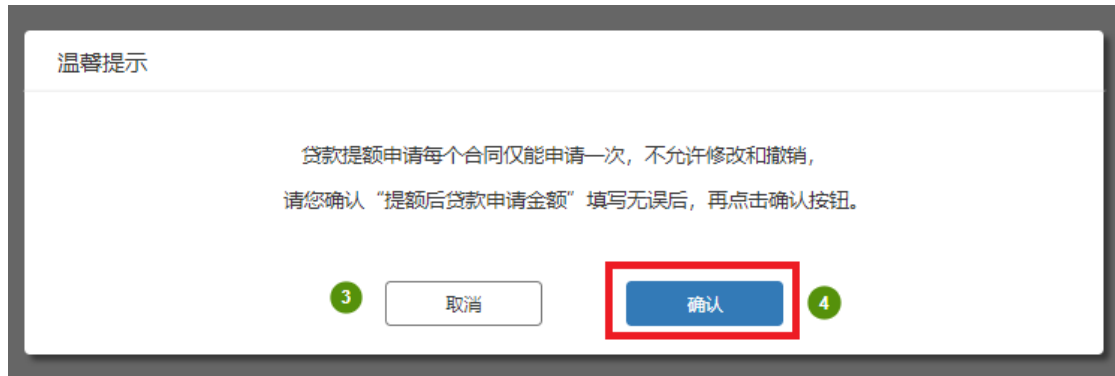 温馨提示
贷款提额申请每个合同仅能申请一次，不允许修改和撤销，
请您确认“提额后贷款申请金额”填写无误后，再点击确认按钮。
3 取消 确认 4